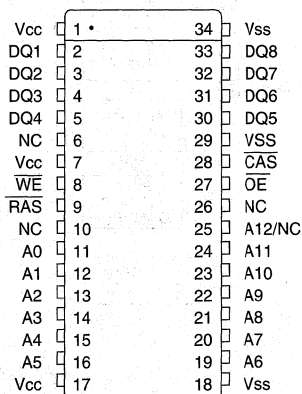 Vcc 1 34 Vss
DQ1 2 33 DQ8
DQ2 3 32 DQ7
DQ3 4 31 DQ6
DQ4 5 30 DQ5
NC 6 29 VSS
Vcc 7 28 CAS
WE 8 27 OE
RAS 9 26 NC
NC 10 25 A12/NC
A0 11 24 A11
A1 12 23 A10
A2 13 22 A9
A3 14 21 A8
A4 15 20 A7
A5 16 19 A6
Vcc 17 18 Vss